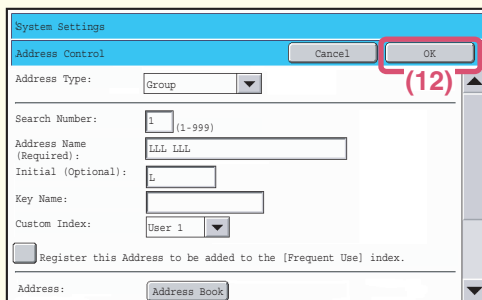 System Settings
Address Control Cancel OK
(12)
Address Type: Group
Search Number: 1 (1-999)
Address Name
(Required): LLL LLL
Initial (Optional): L
Key Name:
Custom Index: User 1
Register this Address to be added to the [Frequent Use] index.
Address: Address Book